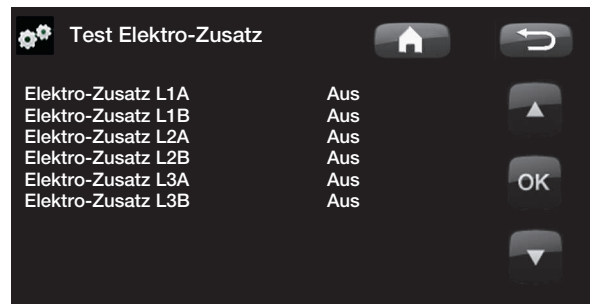 Test Elektro-Zusatz
Elektro-Zusatz L1A Aus
Elektro-Zusatz L1B Aus
Elektro-Zusatz L2A Aus
Elektro-Zusatz L2B Aus
Elektro-Zusatz L3A Aus
Elektro-Zusatz L3B Aus
OK